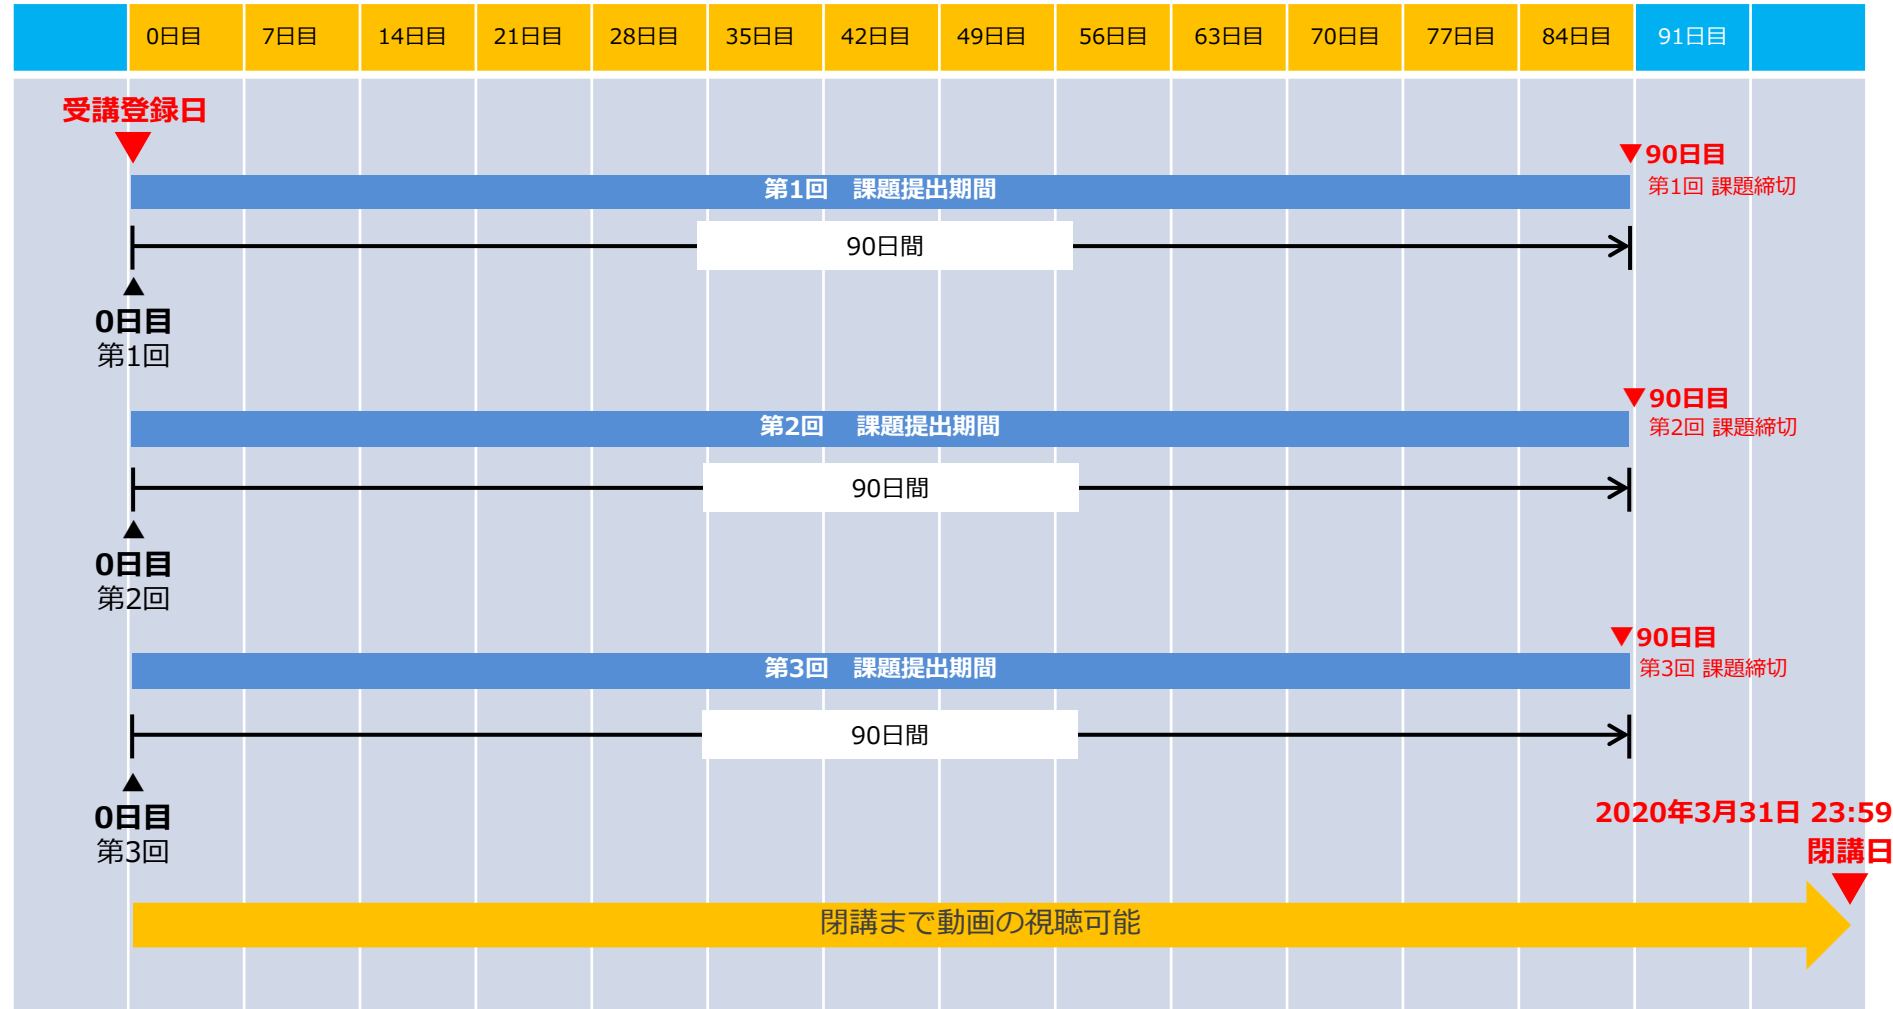 0日目 7日目 14日目 21日目 28日目 35日目 42日目 49日目 56日目 63日目 70日目 77日目 84日目 91日目
受講登録日
▼90日目
第1回　課題提出期間
第1回 課題締切
90日間
▲
0日目
第1回
▼90日目
第2回　課題提出期間
第2回 課題締切
90日間
▲
0日目
第2回
▼90日目
第3回　課題提出期間
第3回 課題締切
90日間
▲
0日目
第3回
2020年3月31日 23:59
閉講日
閉講まで動画の視聴可能